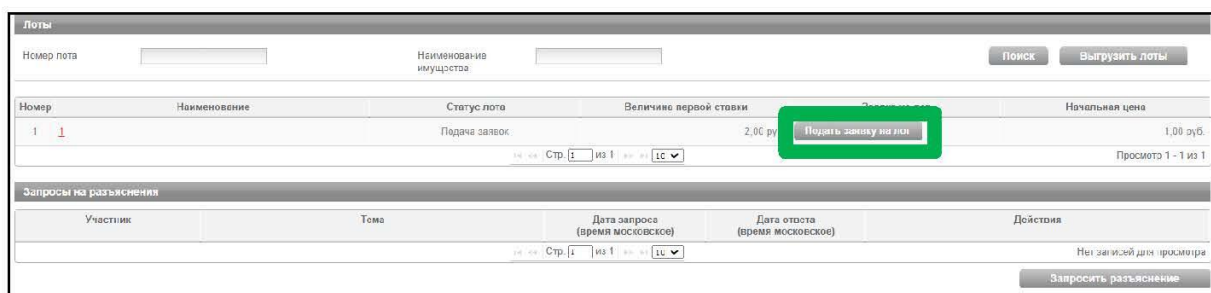 Лоты
Номер лота
Наименование имущества
Поиск
Выгрузить лоты
Номер Наименование Статус лота Величина первой ставки Начальная цена
1 1 Подача заявок 2,00 ру Подать заявку на лот 1,00 руб.
Стр. 1 из 1 10 Просмотр 1 - 1 из 1
Запросы на разъяснения
Участник Тема Дата запроса (время московское) Дата ответа (время московское) Действия
Стр. 1 из 1 10 Нет записей для просмотра
Запросить разъяснение